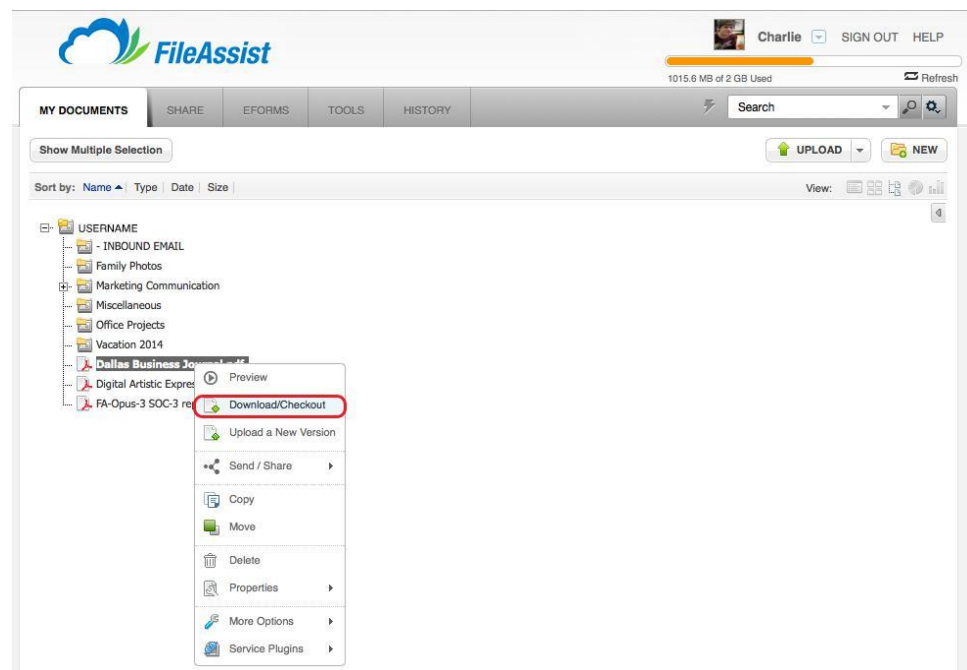 FileAssist
Charlie SIGN OUT HELP
1015.6 MB of 2 GB Used Refresh
MY DOCUMENTS SHARE EFORMS TOOLS HISTORY Search
Show Multiple Selection UPLOAD NEW
Sort by: Name Type Date Size View:
USERNAME
- INBOUND EMAIL
Family Photos
Marketing Communication
Miscellaneous
Office Projects
Vacation 2014
Dallas Business Journal.pdf
Digital Artistic Expres
FA-Opus-3 SOC-3 re
Preview
Download/Checkout
Upload a New Version
Send / Share
Copy
Move
Delete
Properties
More Options
Service Plugins